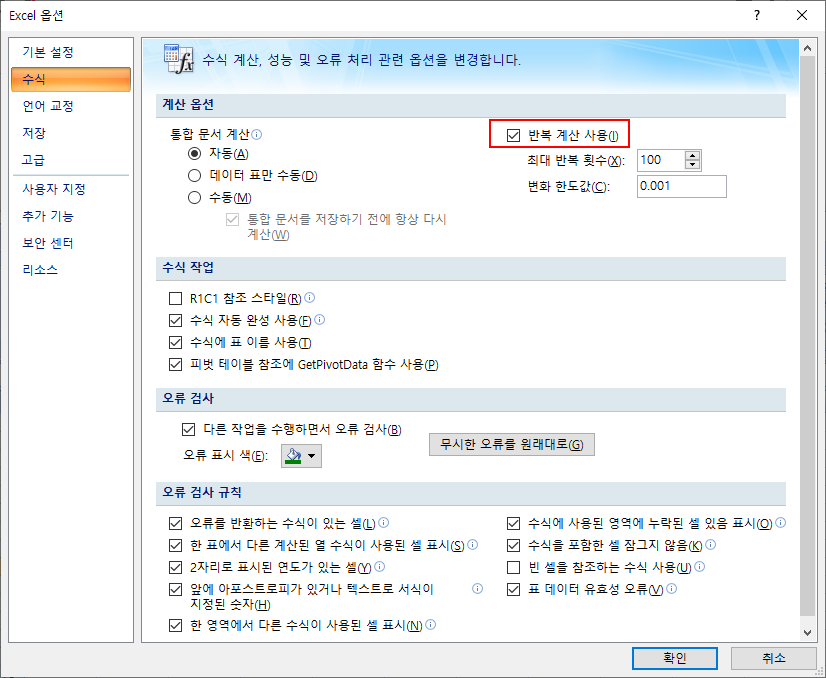 Excel 옵션
?
기본 설정
수식
언어 교정
저장
고급
사용자 지정
추가 기능
보안 센터
리소스
수식 계산, 성능 및 오류 처리 관련 옵션을 변경합니다.
계산 옵션
통합 문서 계산
자동(A)
데이터 표만 수동(D)
수동(M)
통합 문서를 저장하기 전에 항상 다시
계산(W)
반복 계산 사용(I)
최대 반복 횟수(X): 100
변화 한도값(C): 0.001
수식 작업
R1C1 참조 스타일(R)
수식 자동 완성 사용(F)
수식에 표 이름 사용(T)
피벗 테이블 참조에 GetPivotData 함수 사용(P)
오류 검사
다른 작업을 수행하면서 오류 검사(B)
오류 표시 색(E):
무시한 오류를 원래대로(G)
오류 검사 규칙
오류를 반환하는 수식이 있는 셀(L)
한 표에서 다른 계산된 열 수식이 사용된 셀 표시(S)
2자리로 표시된 연도가 있는 셀(Y)
앞에 아포스트로피가 있거나 텍스트로 서식이
지정된 숫자(H)
한 영역에서 다른 수식이 사용된 셀 표시(N)
수식에 사용된 영역에 누락된 셀 있음 표시(O)
수식을 포함한 셀 잠그지 않음(K)
빈 셀을 참조하는 수식 사용(U)
표 데이터 유효성 오류(V)
확인
취소